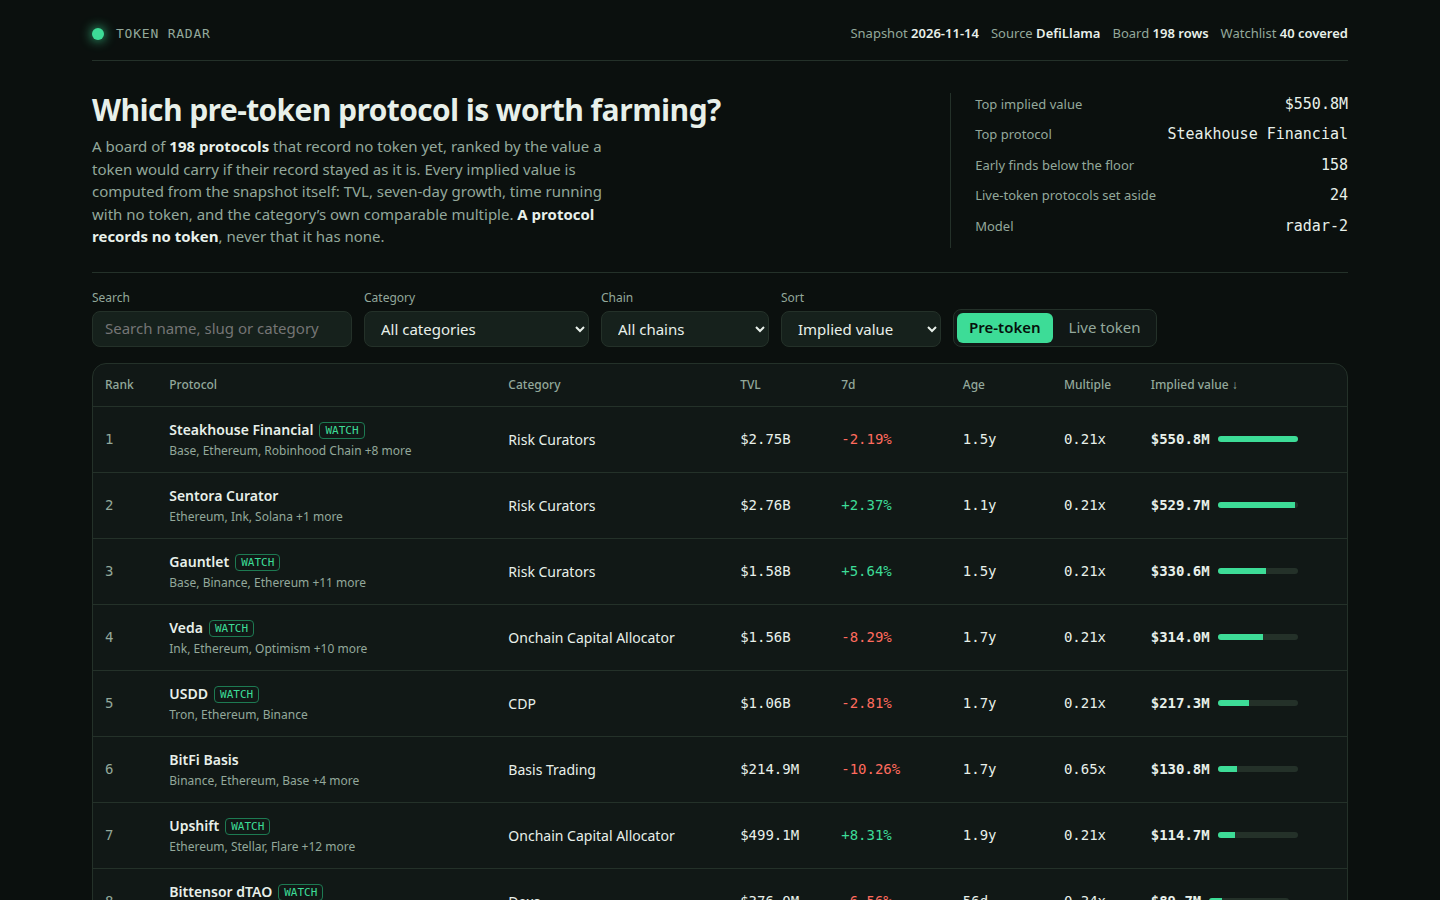 TOKEN RADAR
Snapshot 2026-11-14 Source DefiLlama Board 198 rows Watchlist 40 covered
Which pre-token protocol is worth farming?
A board of 198 protocols that record no token yet, ranked by the value a
token would carry if their record stayed as it is. Every implied value is
computed from the snapshot itself: TVL, seven-day growth, time running
with no token, and the category’s own comparable multiple. A protocol
records no token, never that it has none.
Top implied value $550.8M
Top protocol Steakhouse Financial
Early finds below the floor 158
Live-token protocols set aside 24
Model radar-2
Search Category Chain Sort
Search name, slug or category All categories All chains Implied value Pre-token Live token
Rank Protocol Category TVL 7d Age Multiple Implied value ↓
1 Steakhouse Financial WATCH Risk Curators $2.75B -2.19% 1.5y 0.21x $550.8M
Base, Ethereum, Robinhood Chain +8 more
2 Sentora Curator Risk Curators $2.76B +2.37% 1.1y 0.21x $529.7M
Ethereum, Ink, Solana +1 more
3 Gauntlet WATCH Risk Curators $1.58B +5.64% 1.5y 0.21x $330.6M
Base, Binance, Ethereum +11 more
4 Veda WATCH Onchain Capital Allocator $1.56B -8.29% 1.7y 0.21x $314.0M
Ink, Ethereum, Optimism +10 more
5 USDD WATCH CDP $1.06B -2.81% 1.7y 0.21x $217.3M
Tron, Ethereum, Binance
6 BitFi Basis Basis Trading $214.9M -10.26% 1.7y 0.65x $130.8M
Binance, Ethereum, Base +4 more
7 Upshift WATCH Onchain Capital Allocator $499.1M +8.31% 1.9y 0.21x $114.7M
Ethereum, Stellar, Flare +12 more
Bittensor dTAO WATCH